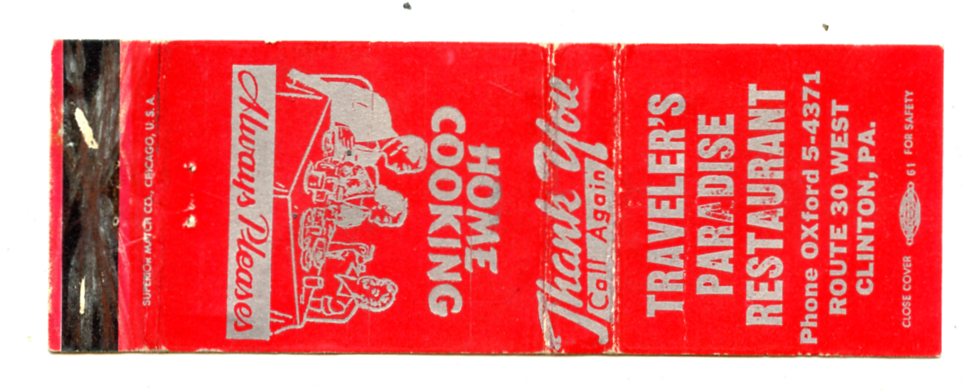 TRAVELER'S
PARADISE
RESTAURANT
Phone OXford 5-4371
ROUTE 30 WEST
CLINTON, PA.
CLOSE COVER 61 FOR SAFETY
Thank You
Call Again
HOME
COOKING
Always Pleases
SUPERIOR MATCH CO., CHICAGO, U.S.A.